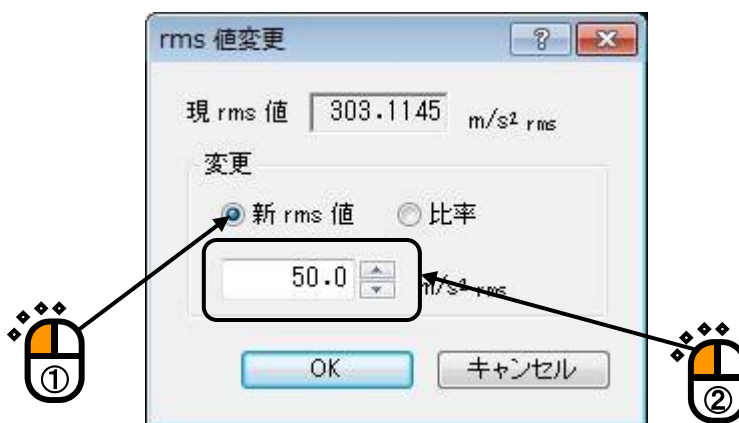 rms 値変更
?
現 rms 値 303.1145 m/s² rms
変更
新 rms 値 比率
50.0 m/s² rms
①
OK キャンセル
②